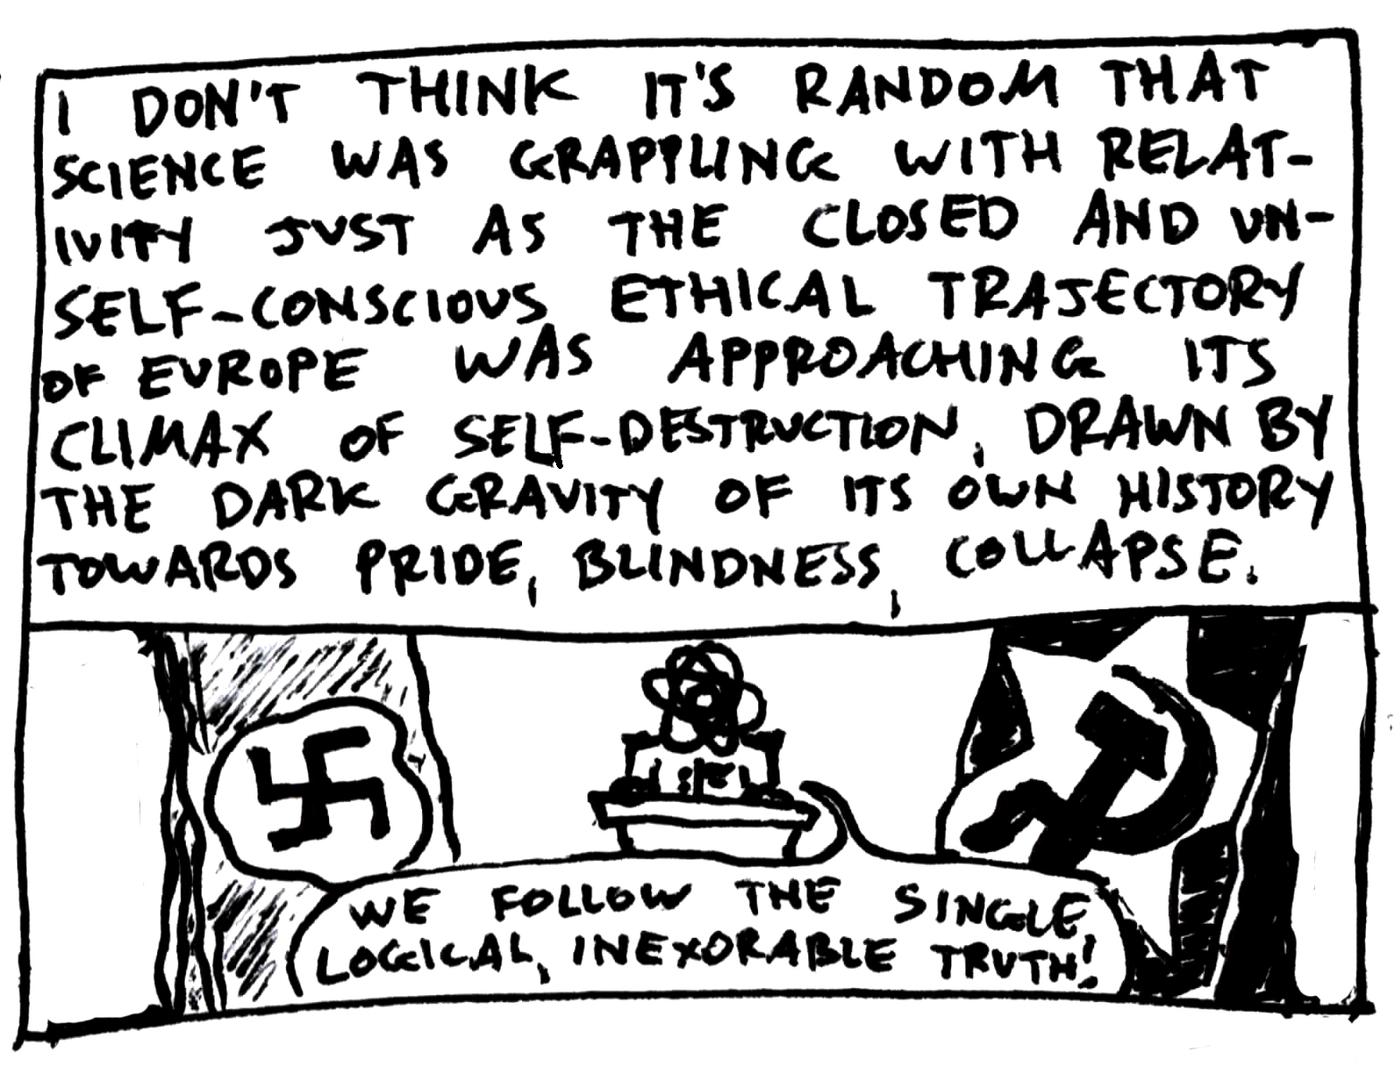 I DON'T THINK IT'S RANDOM THAT
SCIENCE WAS GRAPPLING WITH RELAT-
IVITY JUST AS THE CLOSED AND UN-
SELF-CONSCIOUS ETHICAL TRAJECTORY
OF EUROPE WAS APPROACHING ITS
CLIMAX OF SELF-DESTRUCTION, DRAWN BY
THE DARK GRAVITY OF ITS OWN HISTORY
TOWARDS PRIDE, BLINDNESS, COLLAPSE.
WE FOLLOW THE SINGLE,
LOGICAL, INEXORABLE TRUTH!